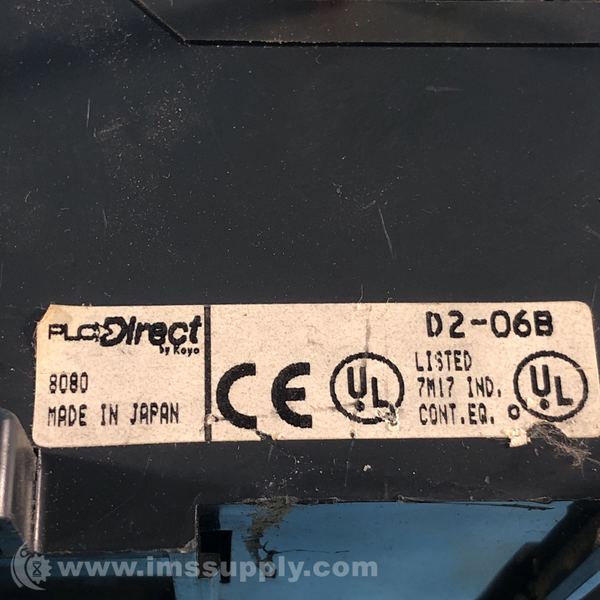 PLC Direct
by Koyo
8080
MADE IN JAPAN
CE
UL
D2-06B
LISTED
7M17 IND.
CONT.EQ.
UL
www.imssupply.com